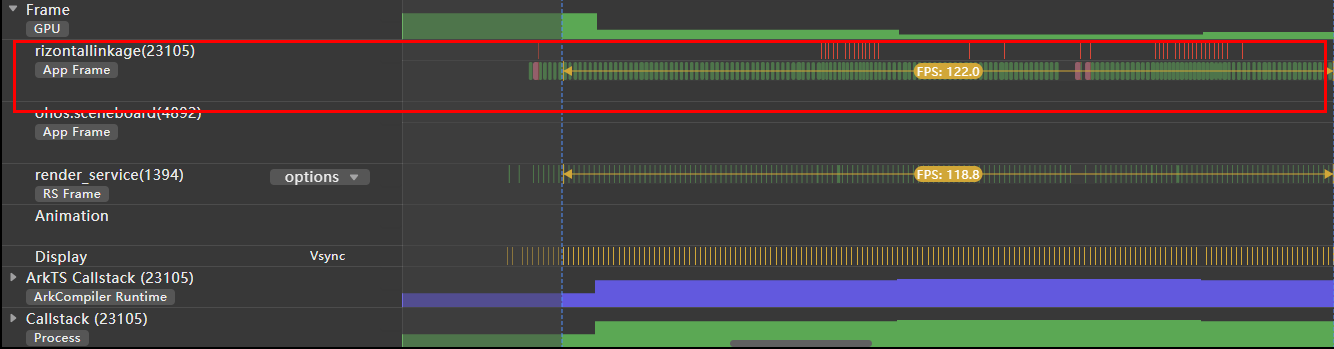 Frame
GPU
rizontallinkage(23105)
App Frame
FPS: 122.0
ohos.sceneboard(4892)
App Frame
render_service(1394)
options
RS Frame
FPS: 118.8
Animation
Display
Vsync
ArkTS Callstack (23105)
ArkCompiler Runtime
Callstack (23105)
Process